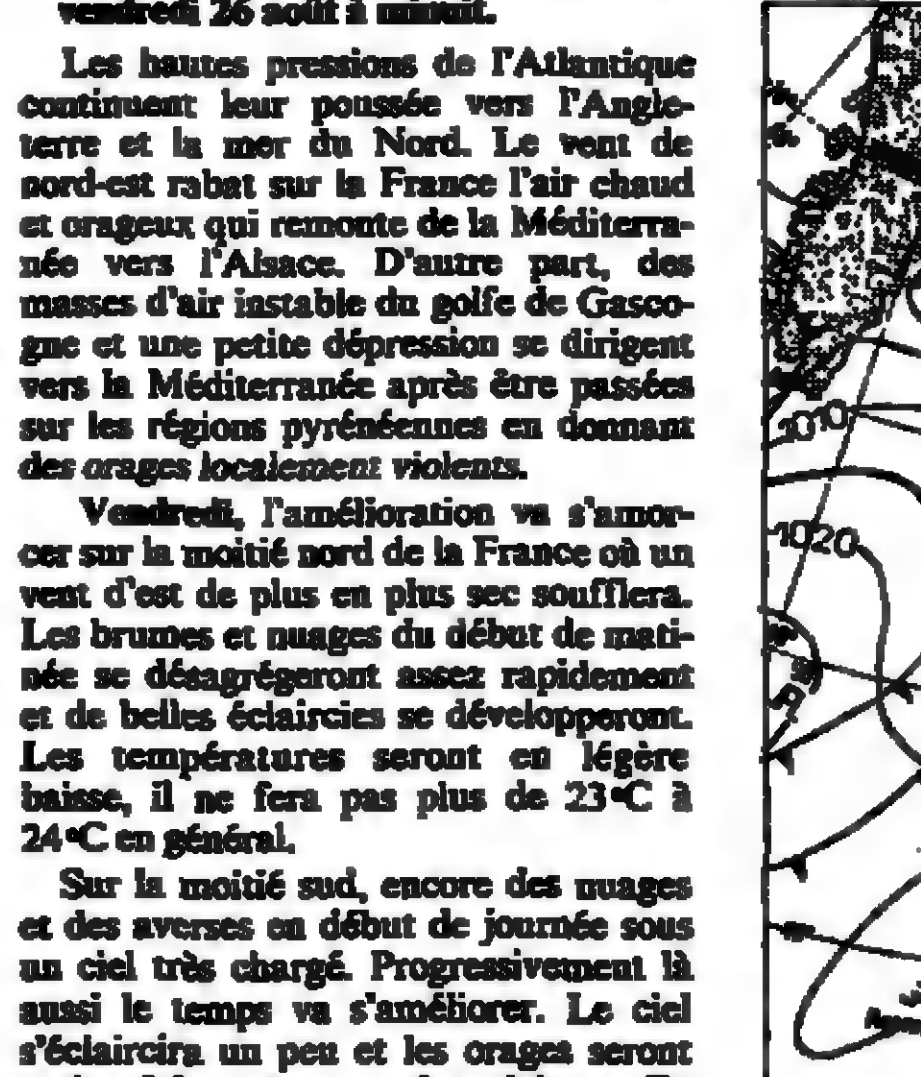 vendredi 26 août à minuit.
Les hautes pressions de l'Atlantique
continuent leur poussée vers l'Angle-
terre et la mer du Nord. Le vent de
nord-est rabat sur la France l'air chaud
et orageux qui remonte de la Méditerra-
née vers l'Alsace. D'autre part, des
masses d'air instable du golfe de Gasco-
gne et une petite dépression se dirigent
vers la Méditerranée après être passées
sur les régions pyrénéennes en donnant
des orages localement violents.
Vendredi, l'amélioration va s'amor-
cer sur la moitié nord de la France où un
vent d'est de plus en plus sec soufflera.
Les brumes et nuages du début de mati-
née se désagrégeront assez rapidement
et de belles éclaircies se développeront.
Les températures seront en légère
baisse, il ne fera pas plus de 23 °C à
24 °C en général.
Sur la moitié sud, encore des nuages
et des averses en début de journée sous
un ciel très chargé. Progressivement là
aussi le temps va s'améliorer. Le ciel
s'éclaircira un peu et les orages seront
1010
1020